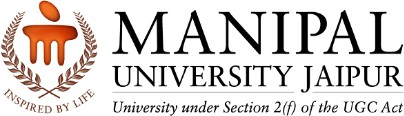 INSPIRED BY LIFE
MANIPAL
UNIVERSITY JAIPUR
University under Section 2(f) of the UGC Act